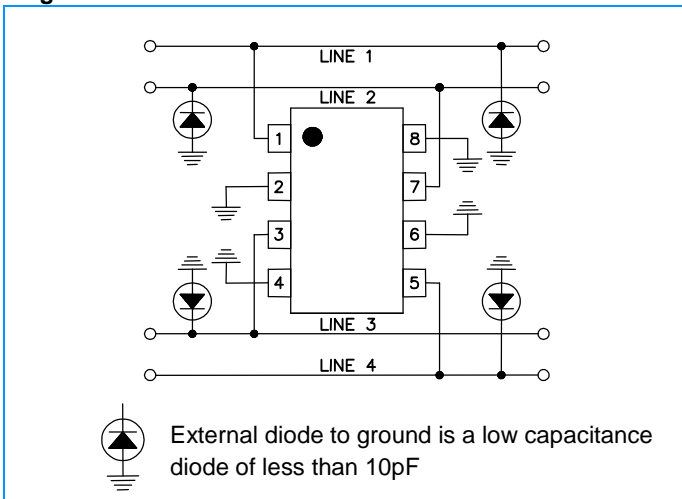 LINE 1
LINE 2
1
8
2
7
3
6
4
5
LINE 3
LINE 4
External diode to ground is a low capacitance
diode of less than 10pF